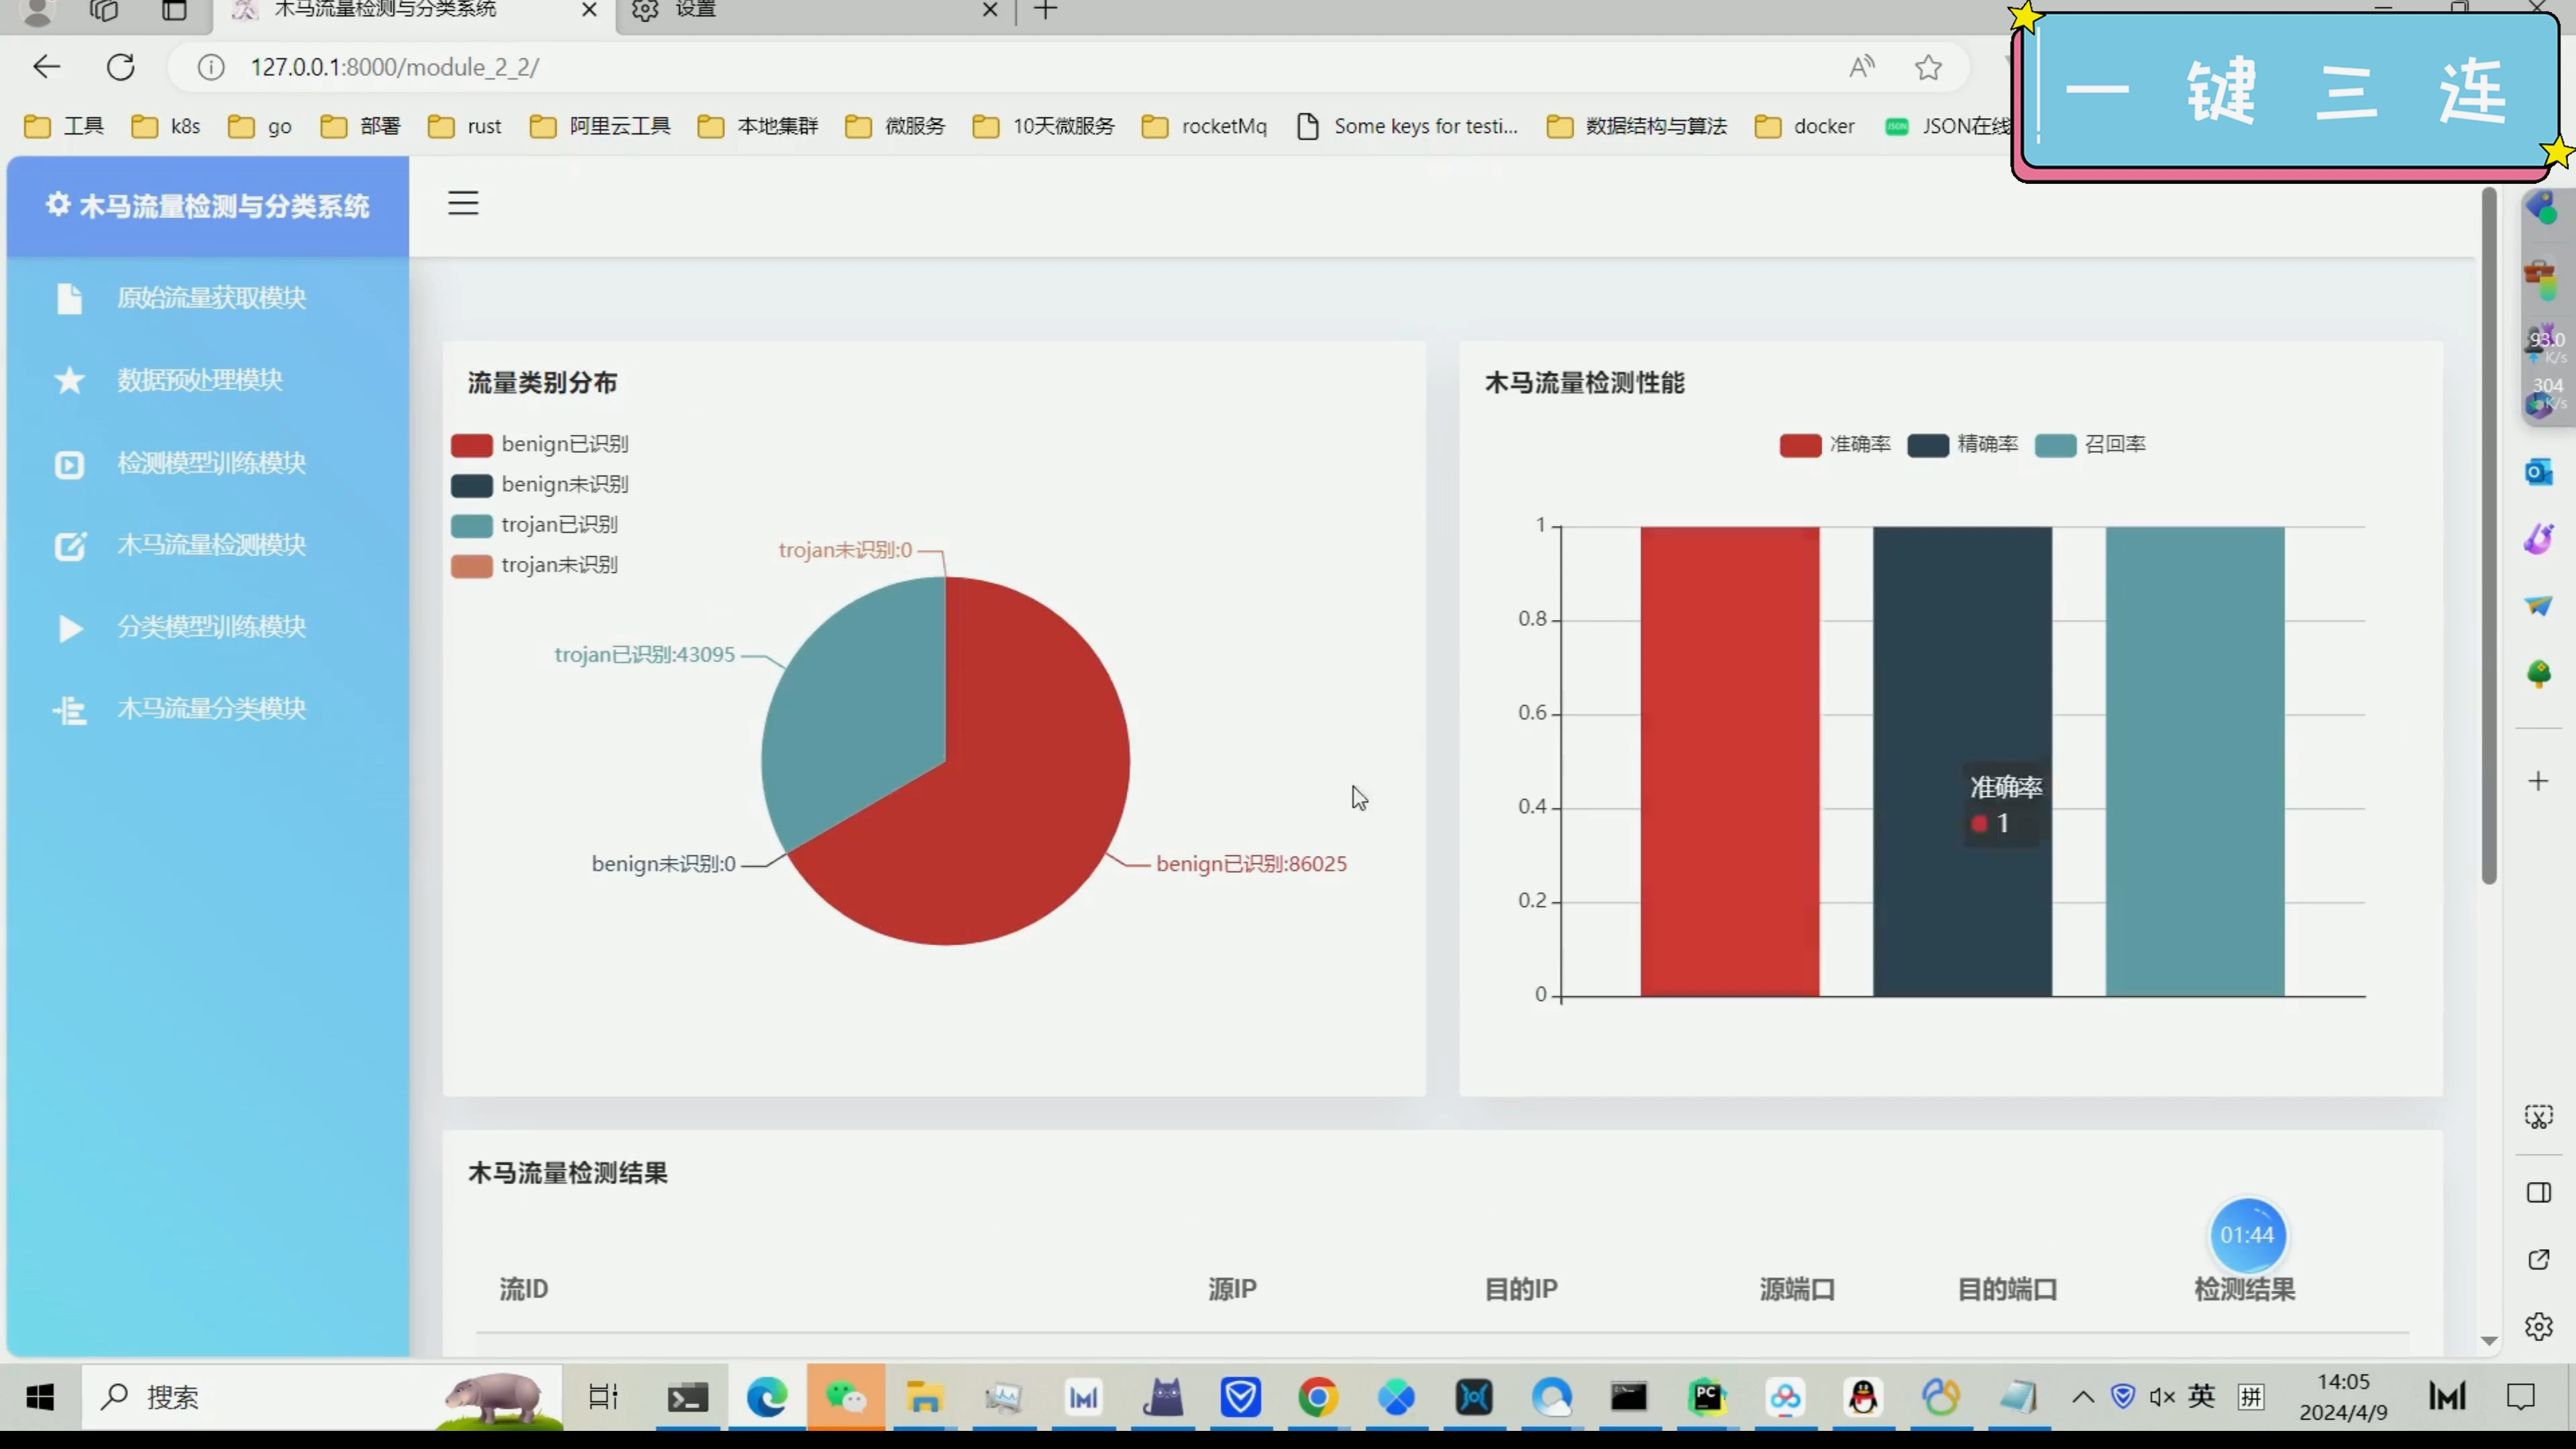 木马流量检测与分类系统
设置
一键三连
127.0.0.1:8000/module_2_2/
工具
k8s
go
部署
rust
阿里云工具
本地集群
微服务
10天微服务
rocketMq
Some keys for testi...
数据结构与算法
docker
JSON在线
木马流量检测与分类系统
原始流量获取模块
数据预处理模块
检测模型训练模块
木马流量检测模块
分类模型训练模块
木马流量分类模块
流量类别分布
benign已识别
benign未识别
trojan已识别
trojan未识别
trojan未识别:0
trojan已识别:43095
benign未识别:0
benign已识别:86025
木马流量检测性能
准确率
精确率
召回率
1
0.8
0.6
0.4
0.2
0
准确率
1
93.0
K/s
304
K/s
木马流量检测结果
01:44
流ID
源IP
目的IP
源端口
目的端口
检测结果
搜索
英
拼
14:05
2024/4/9